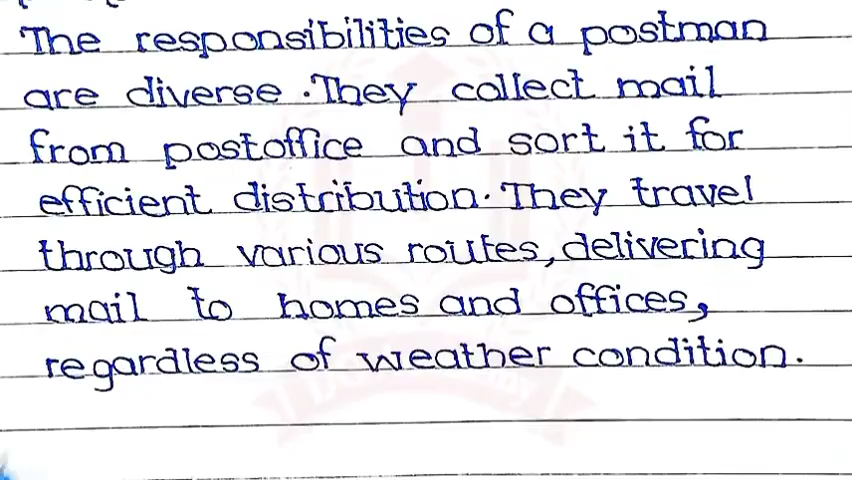 The responsibilities of a postman
are diverse. They collect mail
from postoffice and sort it for
efficient distribution. They travel
through various routes, delivering
mail to homes and offices,
regardless of weather condition.